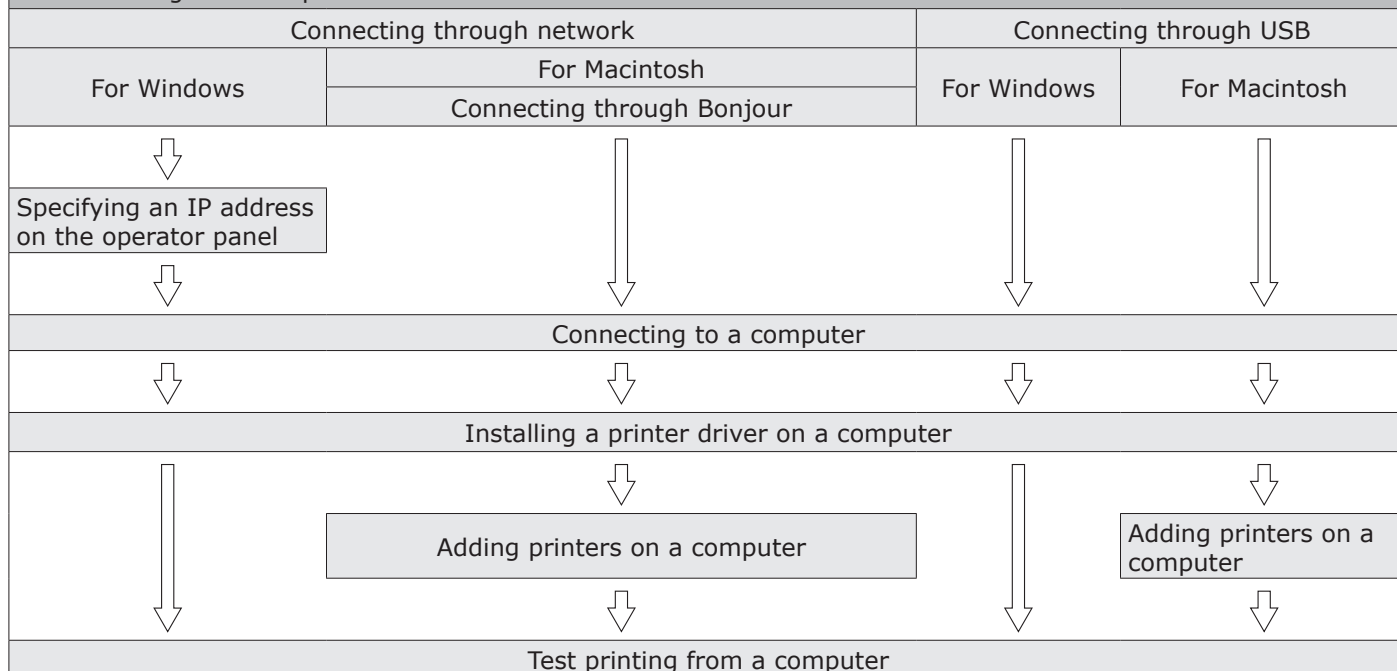 Connecting through network
Connecting through USB
For Windows
For Macintosh
Connecting through Bonjour
For Windows
For Macintosh
Specifying an IP address
on the operator panel
Connecting to a computer
Installing a printer driver on a computer
Adding printers on a computer
Adding printers on a
computer
Test printing from a computer